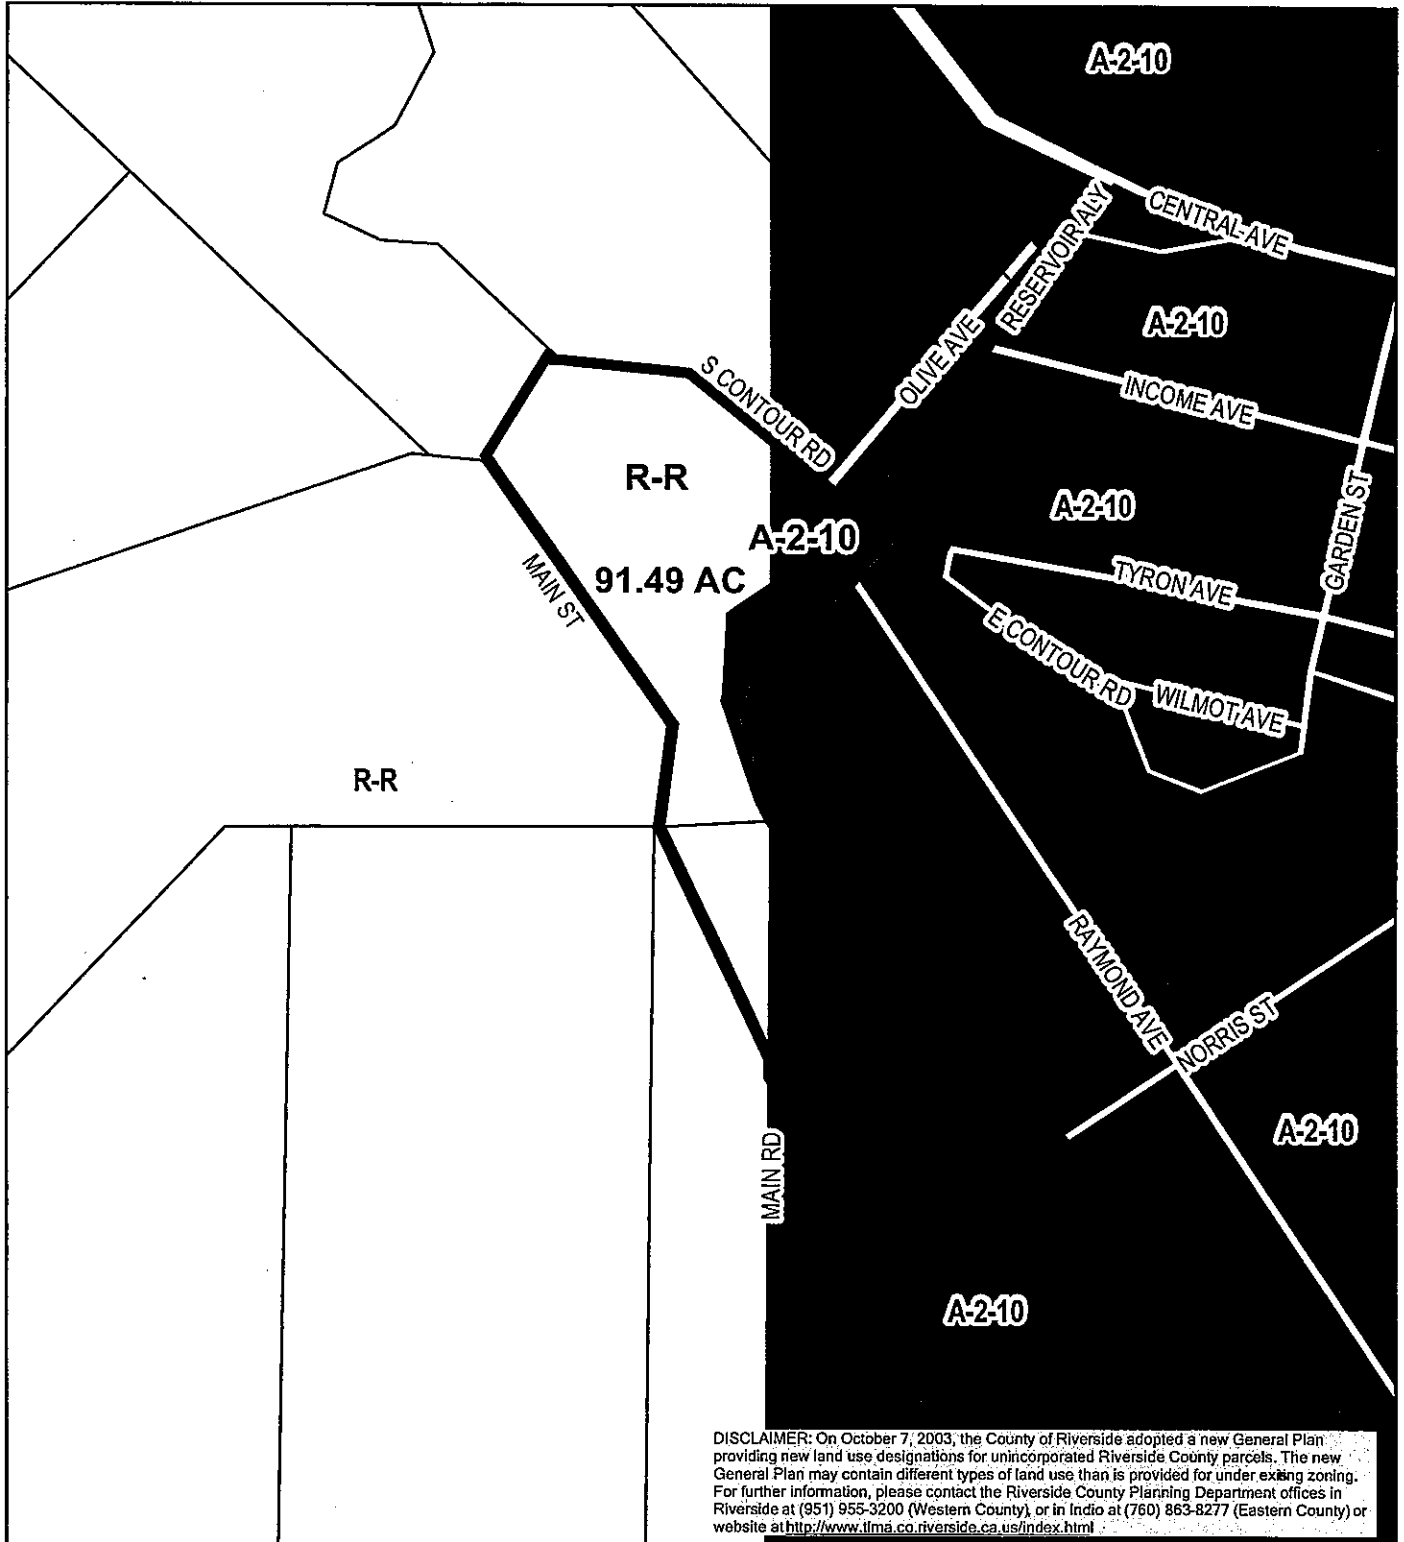 A-2-10
CENTRAL AVE
RESERVOIR ALY
A-2-10
OLIVE AVE
INCOME AVE
S CONTOUR RD
R-R
A-2-10
GARDEN ST
A-2-10
91.49 AC
MAIN ST
TYRON AVE
E CONTOUR RD
WILMOT AVE
R-R
RAYMOND AVE
NORRIS ST
A-2-10
MAIN RD
A-2-10
DISCLAIMER: On October 7, 2003, the County of Riverside adopted a new General Plan
providing new land use designations for unincorporated Riverside County parcels. The new
General Plan may contain different types of land use than is provided for under existing zoning.
For further information, please contact the Riverside County Planning Department offices in
Riverside at (951) 955-3200 (Western County), or in Indio at (760) 863-8277 (Eastern County) or
website at http://www.tlma.co.riverside.ca.us/index.html